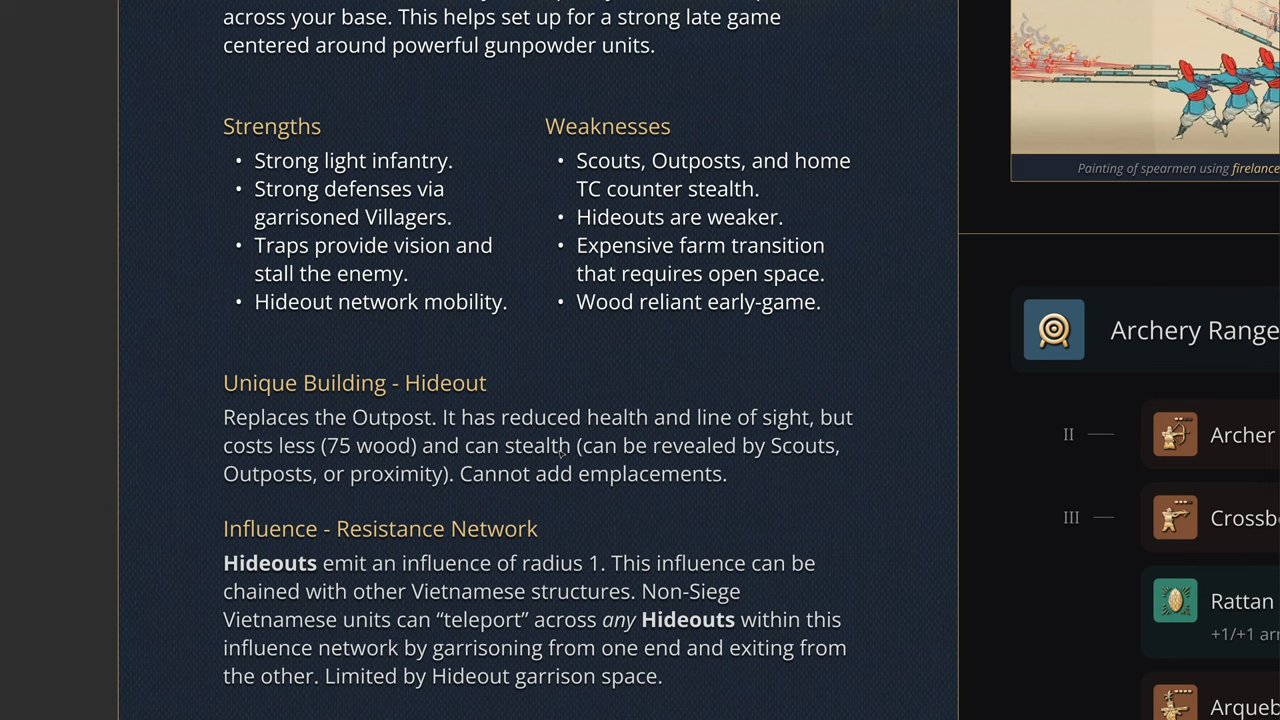 across your base. This helps set up for a strong late game
centered around powerful gunpowder units.
Strengths
• Strong light infantry.
• Strong defenses via
garrisoned Villagers.
• Traps provide vision and
stall the enemy.
• Hideout network mobility.
Weaknesses
• Scouts, Outposts, and home
TC counter stealth.
• Hideouts are weaker.
• Expensive farm transition
that requires open space.
• Wood reliant early-game.
Unique Building - Hideout
Replaces the Outpost. It has reduced health and line of sight, but
costs less (75 wood) and can stealth (can be revealed by Scouts,
Outposts, or proximity). Cannot add emplacements.
Influence - Resistance Network
Hideouts emit an influence of radius 1. This influence can be
chained with other Vietnamese structures. Non-Siege
Vietnamese units can “teleport” across any Hideouts within this
influence network by garrisoning from one end and exiting from
the other. Limited by Hideout garrison space.
Painting of spearmen using firelance
Archery Range
II
Archer
III
Crossb
Rattan
+1/+1 ar
Arqueb